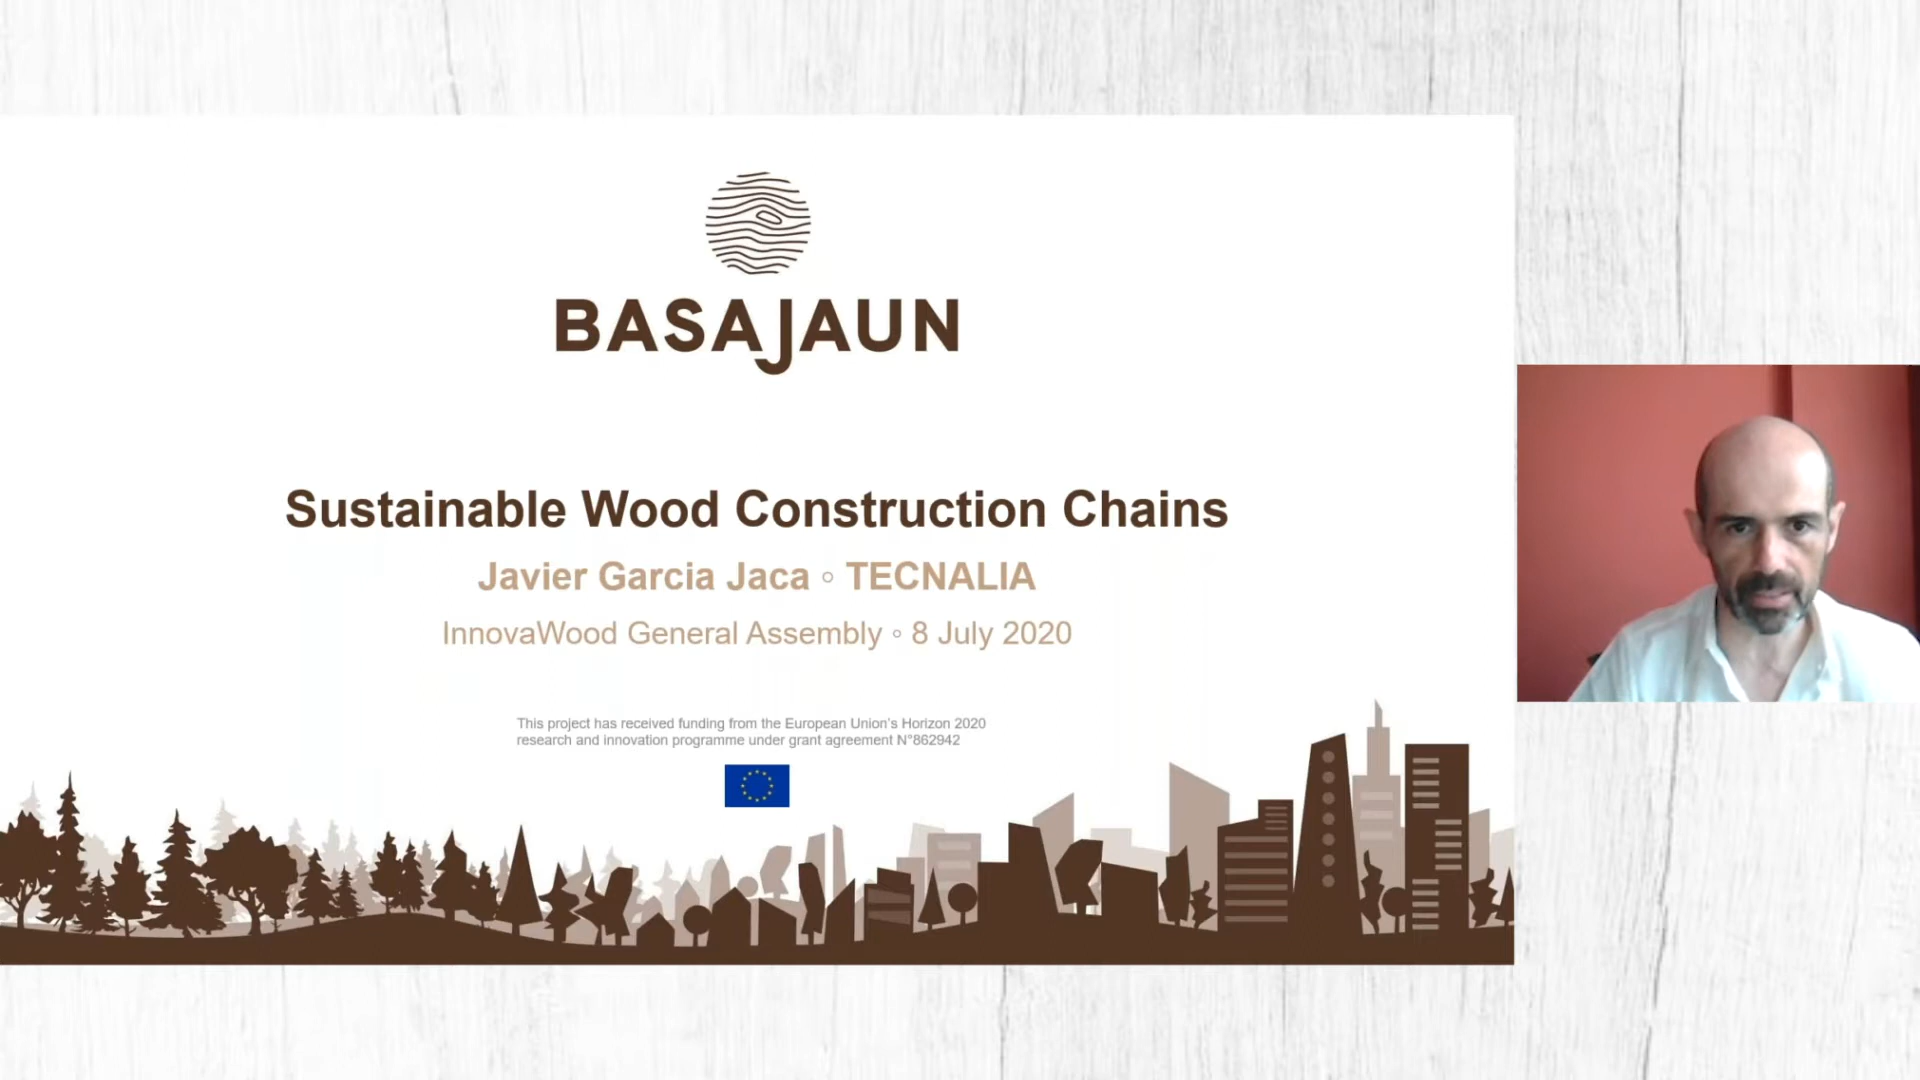 BASAJAUN
Sustainable Wood Construction Chains
Javier Garcia Jaca ◦ TECNALIA
InnovaWood General Assembly ◦ 8 July 2020
This project has received funding from the European Union's Horizon 2020
research and innovation programme under grant agreement N°862942